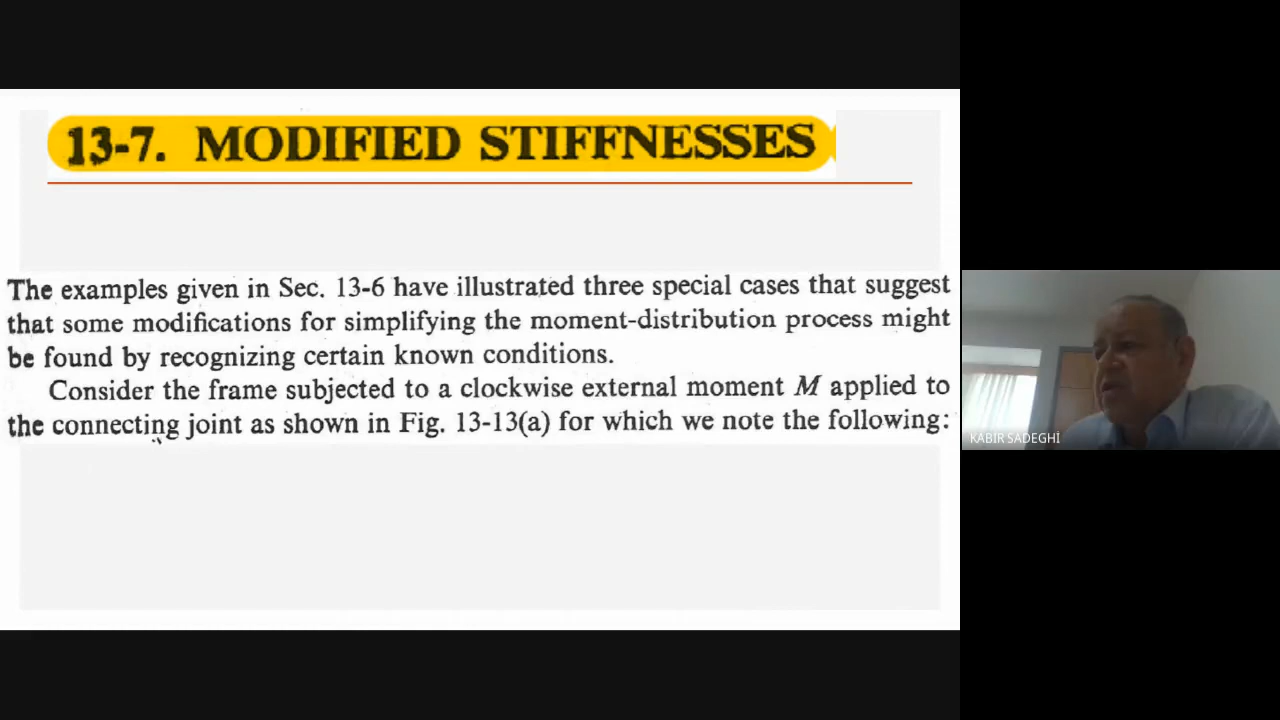 13-7. MODIFIED STIFFNESSES
The examples given in Sec. 13-6 have illustrated three special cases that suggest
that some modifications for simplifying the moment-distribution process might
be found by recognizing certain known conditions.
Consider the frame subjected to a clockwise external moment M applied to
the connecting joint as shown in Fig. 13-13(a) for which we note the following:
KABIR SADEGHİ